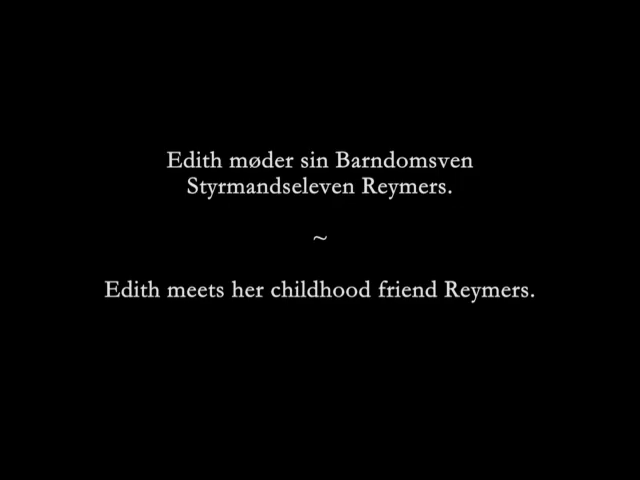 Edith møder sin Barndomsven
Styrmandseleven Reymers.
~
Edith meets her childhood friend Reymers.